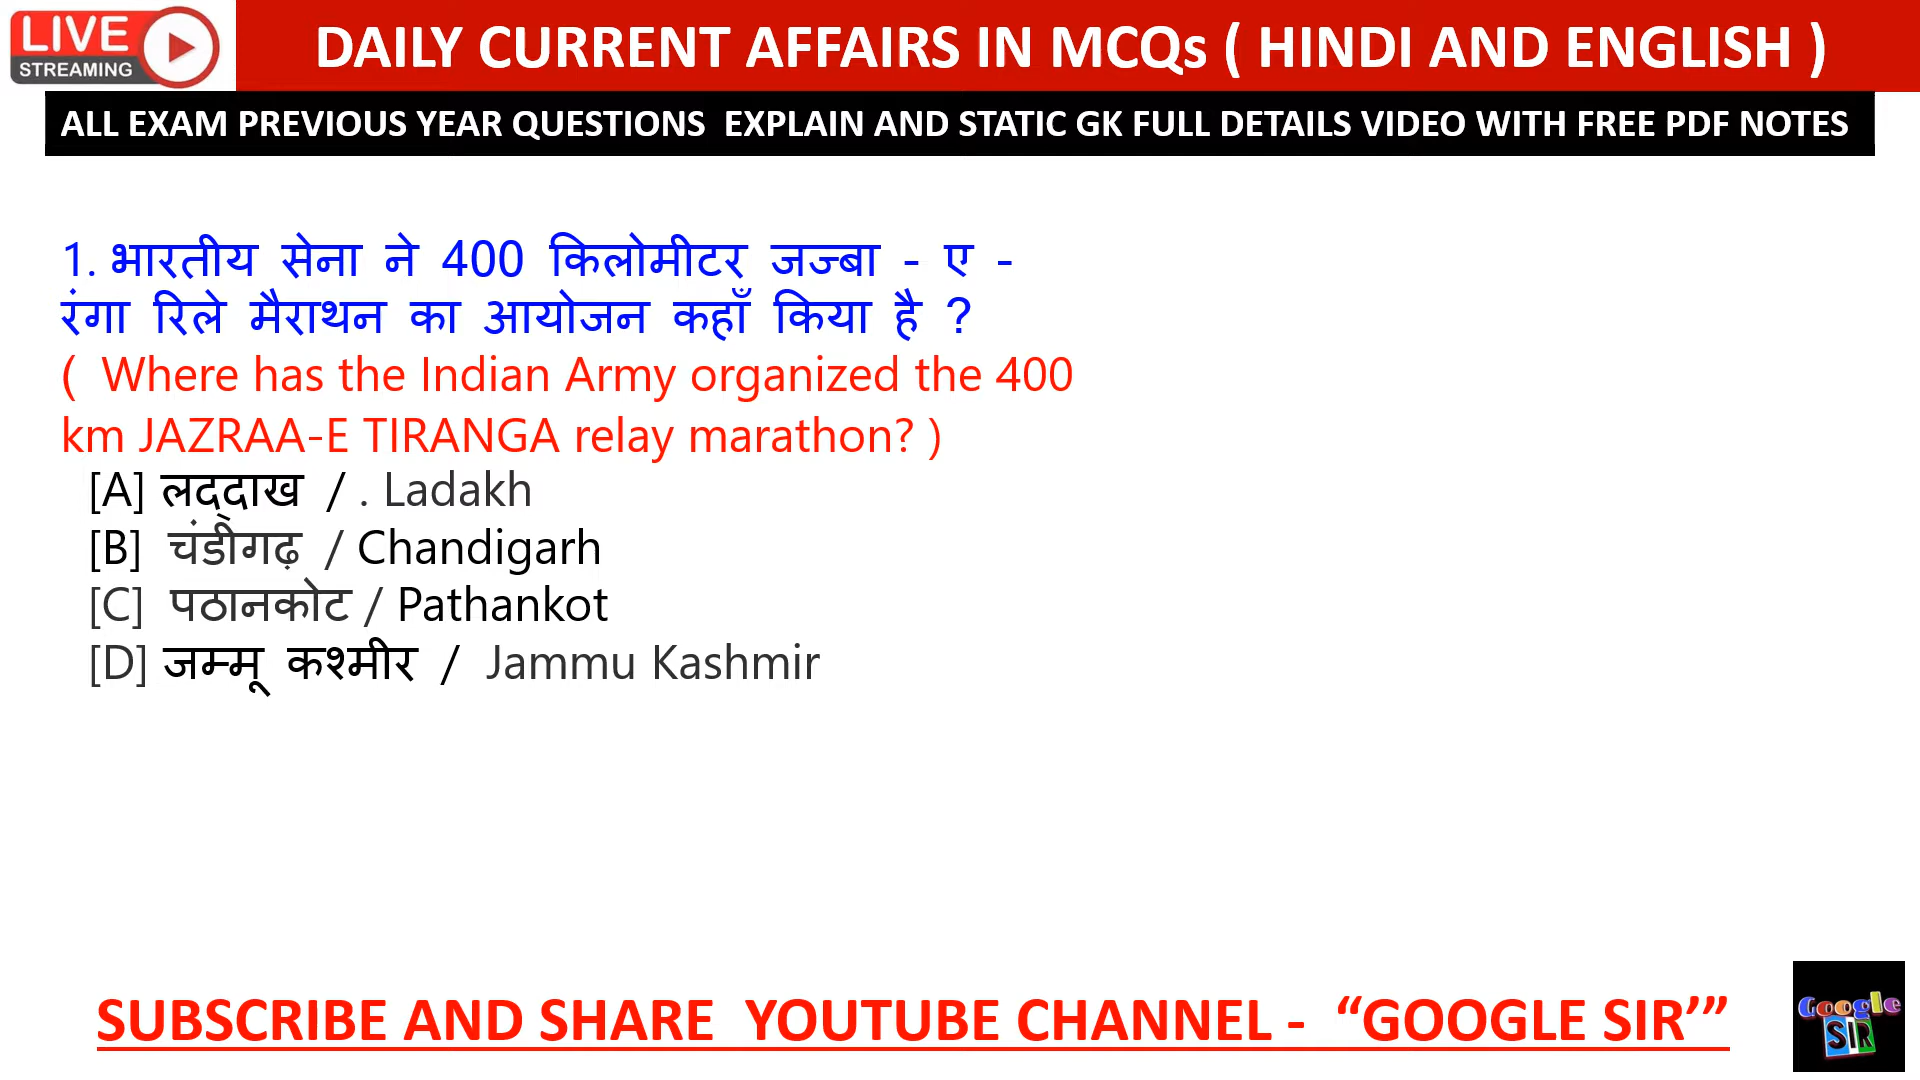 LIVE
STREAMING
DAILY CURRENT AFFAIRS IN MCQs ( HINDI AND ENGLISH )
ALL EXAM PREVIOUS YEAR QUESTIONS EXPLAIN AND STATIC GK FULL DETAILS VIDEO WITH FREE PDF NOTES
1. भारतीय सेना ने 400 किलोमीटर जज्बा - ए -
रंगा रिले मैराथन का आयोजन कहाँ किया है ?
( Where has the Indian Army organized the 400
km JAZRAA-E TIRANGA relay marathon? )
[A] लद्दाख / . Ladakh
[B] चंडीगढ़ / Chandigarh
[C] पठानकोट / Pathankot
[D] जम्मू कश्मीर / Jammu Kashmir
SUBSCRIBE AND SHARE YOUTUBE CHANNEL - “GOOGLE SIR’”
Google
SIR